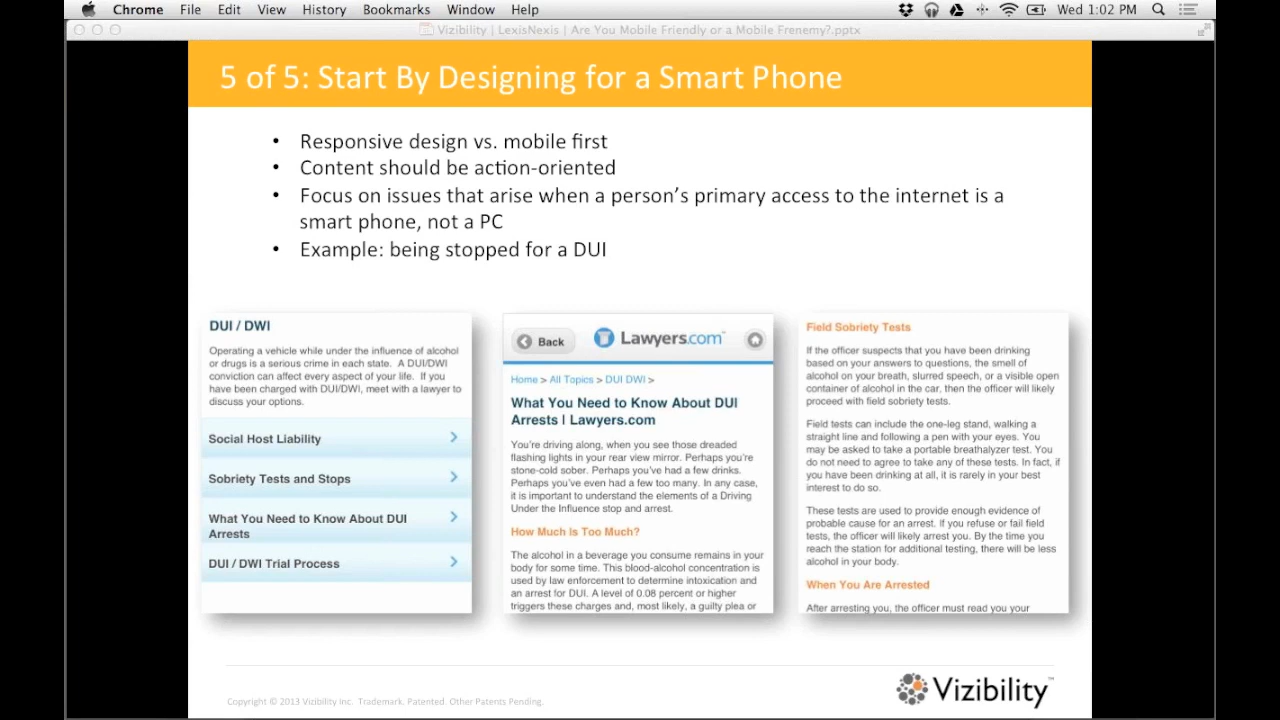 Chrome File Edit View History Bookmarks Window Help Wed 1:02 PM
Vizibility | LexisNexis | Are You Mobile Friendly or a Mobile Frenemy?.pptx
5 of 5: Start By Designing for a Smart Phone
• Responsive design vs. mobile first
• Content should be action-oriented
• Focus on issues that arise when a person's primary access to the internet is a
smart phone, not a PC
• Example: being stopped for a DUI
DUI / DWI
Operating a vehicle while under the influence of alcohol
or drugs is a serious crime in each state. A DUI/DWI
conviction can affect every aspect of your life. If you
have been charged with DUI/DWI, meet with a lawyer to
discuss your options.
Social Host Liability
Sobriety Tests and Stops
What You Need to Know About DUI
Arrests
DUI / DWI Trial Process
Back
Lawyers.com™
Home > All Topics > DUI DWI >
What You Need to Know About DUI
Arrests | Lawyers.com
You're driving along, when you see those dreaded
flashing lights in your rear view mirror. Perhaps you're
stone-cold sober. Perhaps you've had a few drinks.
Perhaps you've even had a few too many. In any case,
it is important to understand the elements of a Driving
Under the Influence stop and arrest.
How Much is Too Much?
The alcohol in a beverage you consume remains in your
body for some time. This blood-alcohol concentration is
used by law enforcement to determine intoxication and
an arrest for DUI. A level of 0.08 percent or higher
triggers these charges and, most likely, a guilty plea or
Field Sobriety Tests
If the officer suspects that you have been drinking
based on your answers to questions, the smell of
alcohol on your breath, slurred speech, or a visible open
container of alcohol in the car, then the officer will likely
proceed with field sobriety tests.
Field tests can include the one-leg stand, walking a
straight line and following a pen with your eyes. You
may be asked to take a portable breathalyzer test. You
do not need to agree to take any of these tests. In fact, if
you have been drinking at all, it is rarely in your best
interest to do so.
These tests are used to provide enough evidence of
probable cause for an arrest. If you refuse or fail field
tests, the officer will likely arrest you. By the time you
reach the station for additional testing, there will be less
alcohol in your body.
When You Are Arrested
After arresting you, the officer must read you your
Copyright © 2013 Vizibility Inc. Trademark. Patented. Other Patents Pending.
Vizibility™